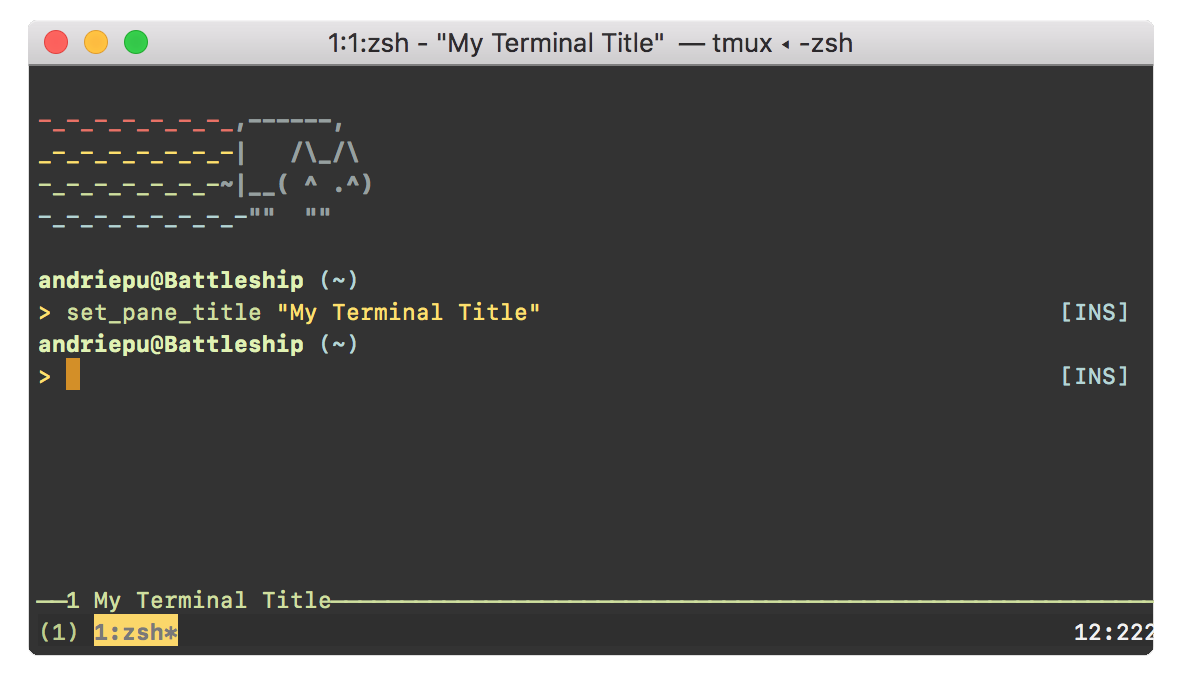 1:1:zsh - "My Terminal Title" — tmux ◂ -zsh
-_-_-_-_-_-_-_,------,
_-_-_-_-_-_-_-|   /\_/\
-_-_-_-_-_-_-~|__( ^ .^)
-_-_-_-_-_-_-_-""  ""
andriepu@Battleship (~)
> set_pane_title "My Terminal Title" [INS]
andriepu@Battleship (~)
> [INS]
1 My Terminal Title
(1) 1:zsh* 12:222